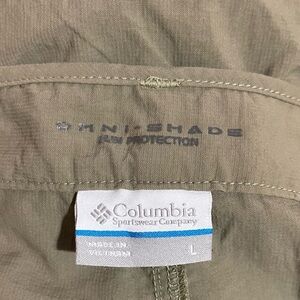 OMNI-SHADE
SUN PROTECTION
Columbia
Sportswear Company
MADE IN
VIETNAM
L